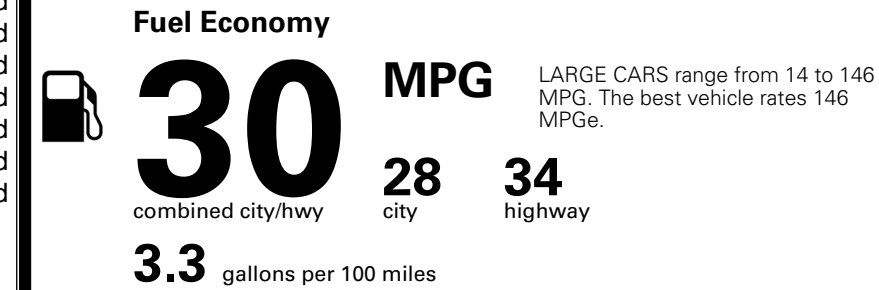 Fuel Economy
30 MPG
LARGE CARS range from 14 to 146
MPG. The best vehicle rates 146
MPGe.
28 34
combined city/hwy city highway
3.3 gallons per 100 miles